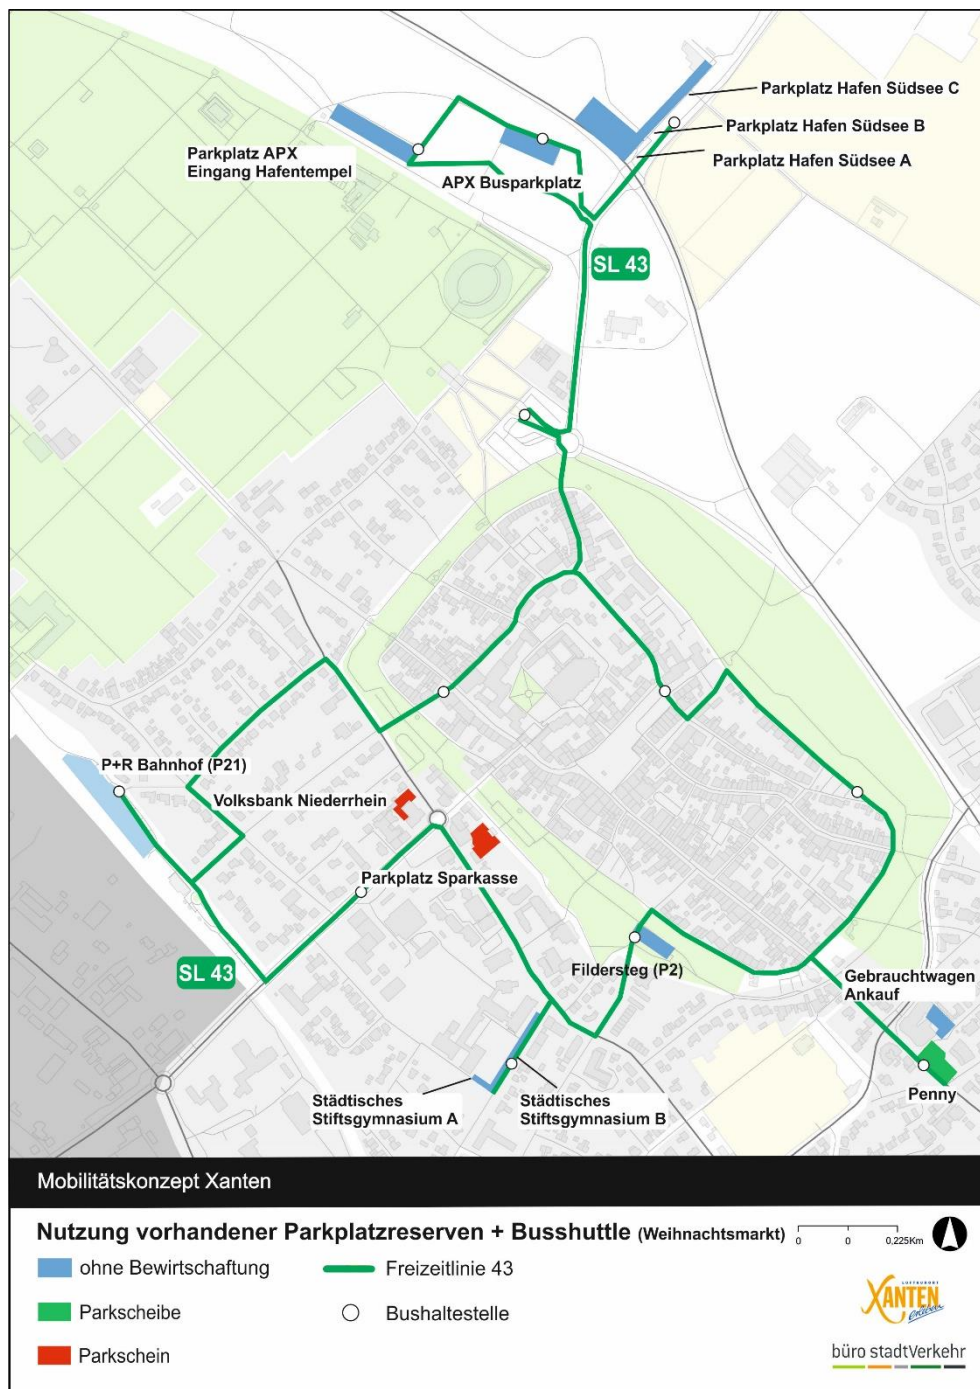 Parkplatz Hafen Südsee C
Parkplatz Hafen Südsee B
Parkplatz Hafen Südsee A
Parkplatz APX
Eingang Hafentempel
APX Busparkplatz
SL 43
P+R Bahnhof (P21)
Volksbank Niederrhein
Parkplatz Sparkasse
SL 43
Fildersteg (P2)
Gebrauchtwagen
Ankauf
Penny
Städtisches
Stiftsgymnasium A
Städtisches
Stiftsgymnasium B
Mobilitätskonzept Xanten
Nutzung vorhandener Parkplatzreserven + Busshuttle (Weihnachtsmarkt)
0 0 0,225Km
ohne Bewirtschaftung
Freizeitlinie 43
Parkscheibe
Bushaltestelle
Parkschein
LUFTKURORT
XANTEN
erleben
büro stadtVerkehr